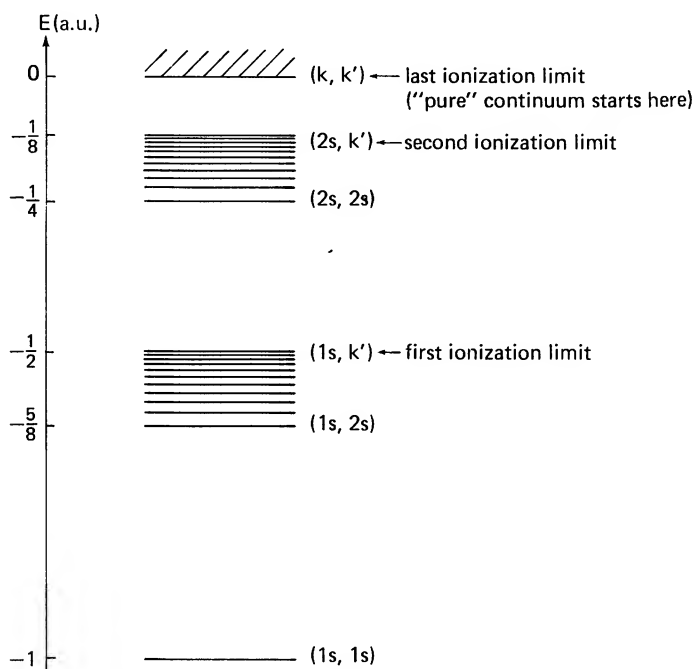 E(a.u.)
0 (k, k′) ← last ionization limit
(“pure” continuum starts here)
−1/8 (2s, k′) ← second ionization limit
−1/4 (2s, 2s)
−1/2 (1s, k′) ← first ionization limit
−5/8 (1s, 2s)
−1 (1s, 1s)